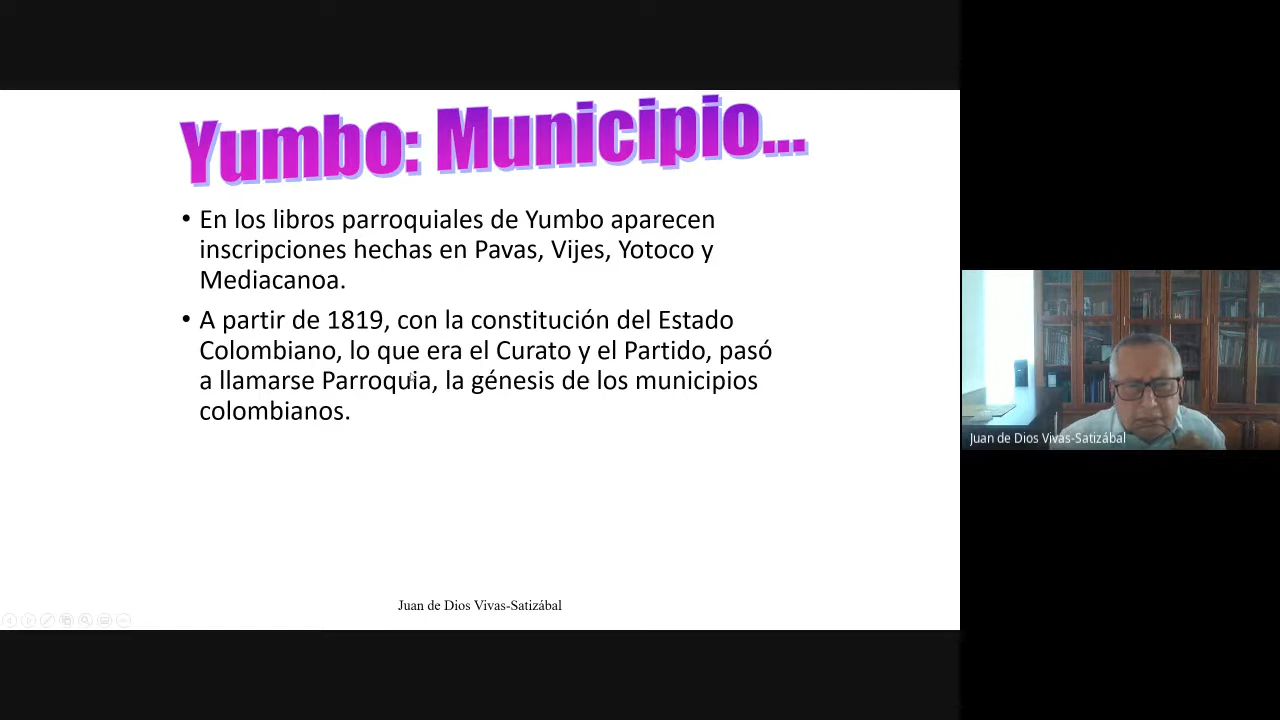 Yumbo: Municipio...
• En los libros parroquiales de Yumbo aparecen
inscripciones hechas en Pavas, Vijes, Yotoco y
Mediacanoa.
• A partir de 1819, con la constitución del Estado
Colombiano, lo que era el Curato y el Partido, pasó
a llamarse Parroquia, la génesis de los municipios
colombianos.
Juan de Dios Vivas-Satizábal
Juan de Dios Vivas-Satizábal